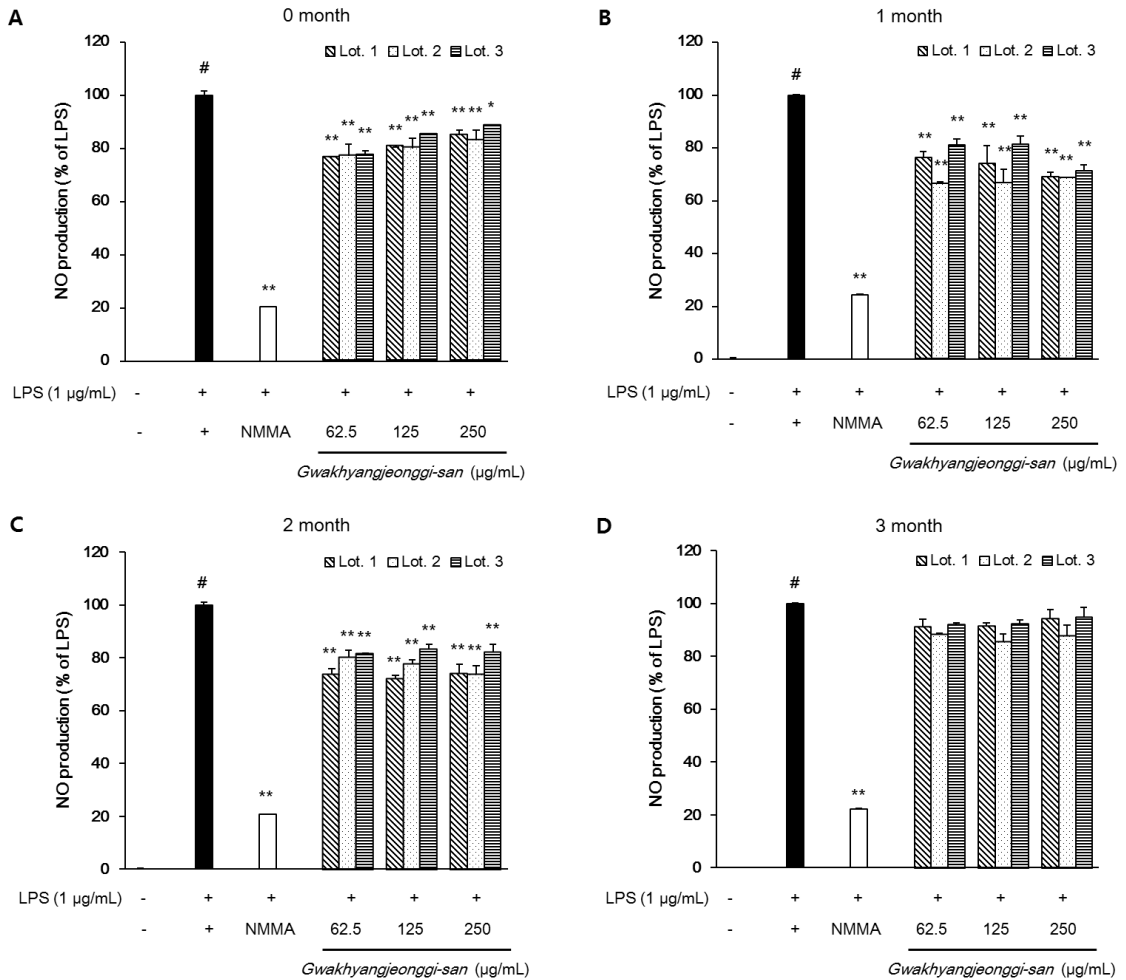 A
0 month
NO production (% of LPS)
120
100
80
60
40
20
0
Lot. 1 Lot. 2 Lot. 3
#
**
** ** **
** ** **
** ** *
LPS (1 μg/mL) - + + + + +
- + NMMA 62.5 125 250
Gwakhyangjeonggi-san (μg/mL)
B
1 month
NO production (% of LPS)
120
100
80
60
40
20
0
Lot. 1 Lot. 2 Lot. 3
#
**
** ** **
** ** **
** ** **
LPS (1 μg/mL) - + + + + +
- + NMMA 62.5 125 250
Gwakhyangjeonggi-san (μg/mL)
C
2 month
NO production (% of LPS)
120
100
80
60
40
20
0
Lot. 1 Lot. 2 Lot. 3
#
**
** ** **
** ** **
** ** **
LPS (1 μg/mL) - + + + + +
- + NMMA 62.5 125 250
Gwakhyangjeonggi-san (μg/mL)
D
3 month
NO production (% of LPS)
120
100
80
60
40
20
0
Lot. 1 Lot. 2 Lot. 3
#
**
LPS (1 μg/mL) - + + + + +
- + NMMA 62.5 125 250
Gwakhyangjeonggi-san (μg/mL)